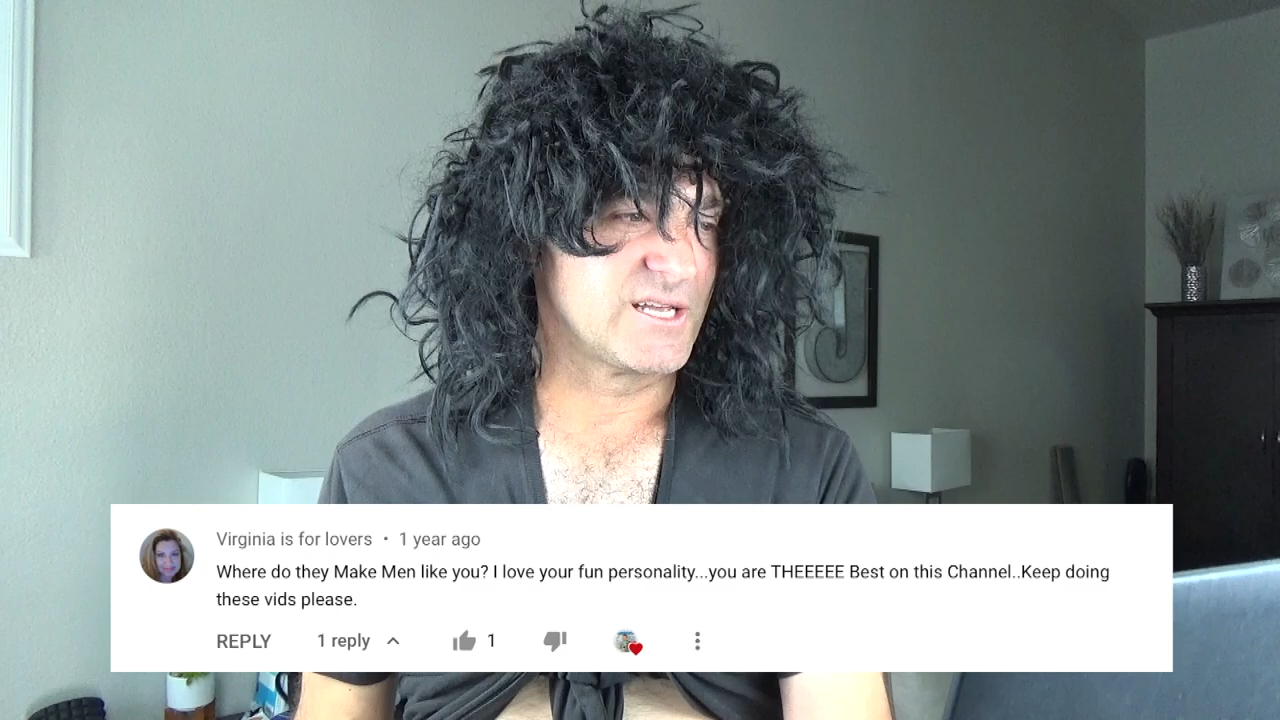 Virginia is for lovers • 1 year ago
Where do they Make Men like you? I love your fun personality...you are THEEEEE Best on this Channel..Keep doing
these vids please.
REPLY 1 reply 1
J